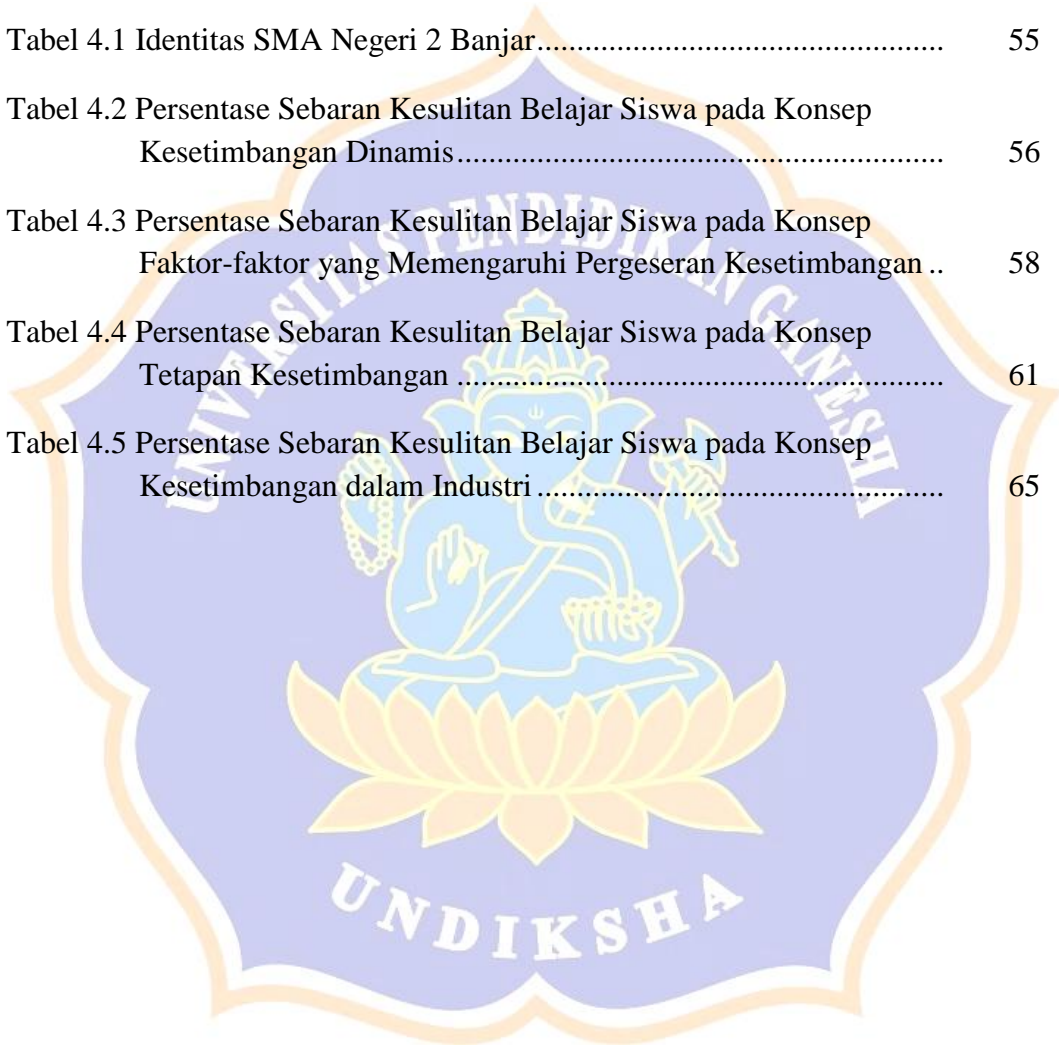 Tabel 4.1 Identitas SMA Negeri 2 Banjar............................................... 55
Tabel 4.2 Persentase Sebaran Kesulitan Belajar Siswa pada Konsep
Kesetimbangan Dinamis......................................................... 56
Tabel 4.3 Persentase Sebaran Kesulitan Belajar Siswa pada Konsep
Faktor-faktor yang Memengaruhi Pergeseran Kesetimbangan .. 58
Tabel 4.4 Persentase Sebaran Kesulitan Belajar Siswa pada Konsep
Tetapan Kesetimbangan ......................................................... 61
Tabel 4.5 Persentase Sebaran Kesulitan Belajar Siswa pada Konsep
Kesetimbangan dalam Industri ............................................... 65
UNIVERSITAS PENDIDIKAN GANESHA
UNDIKSHA